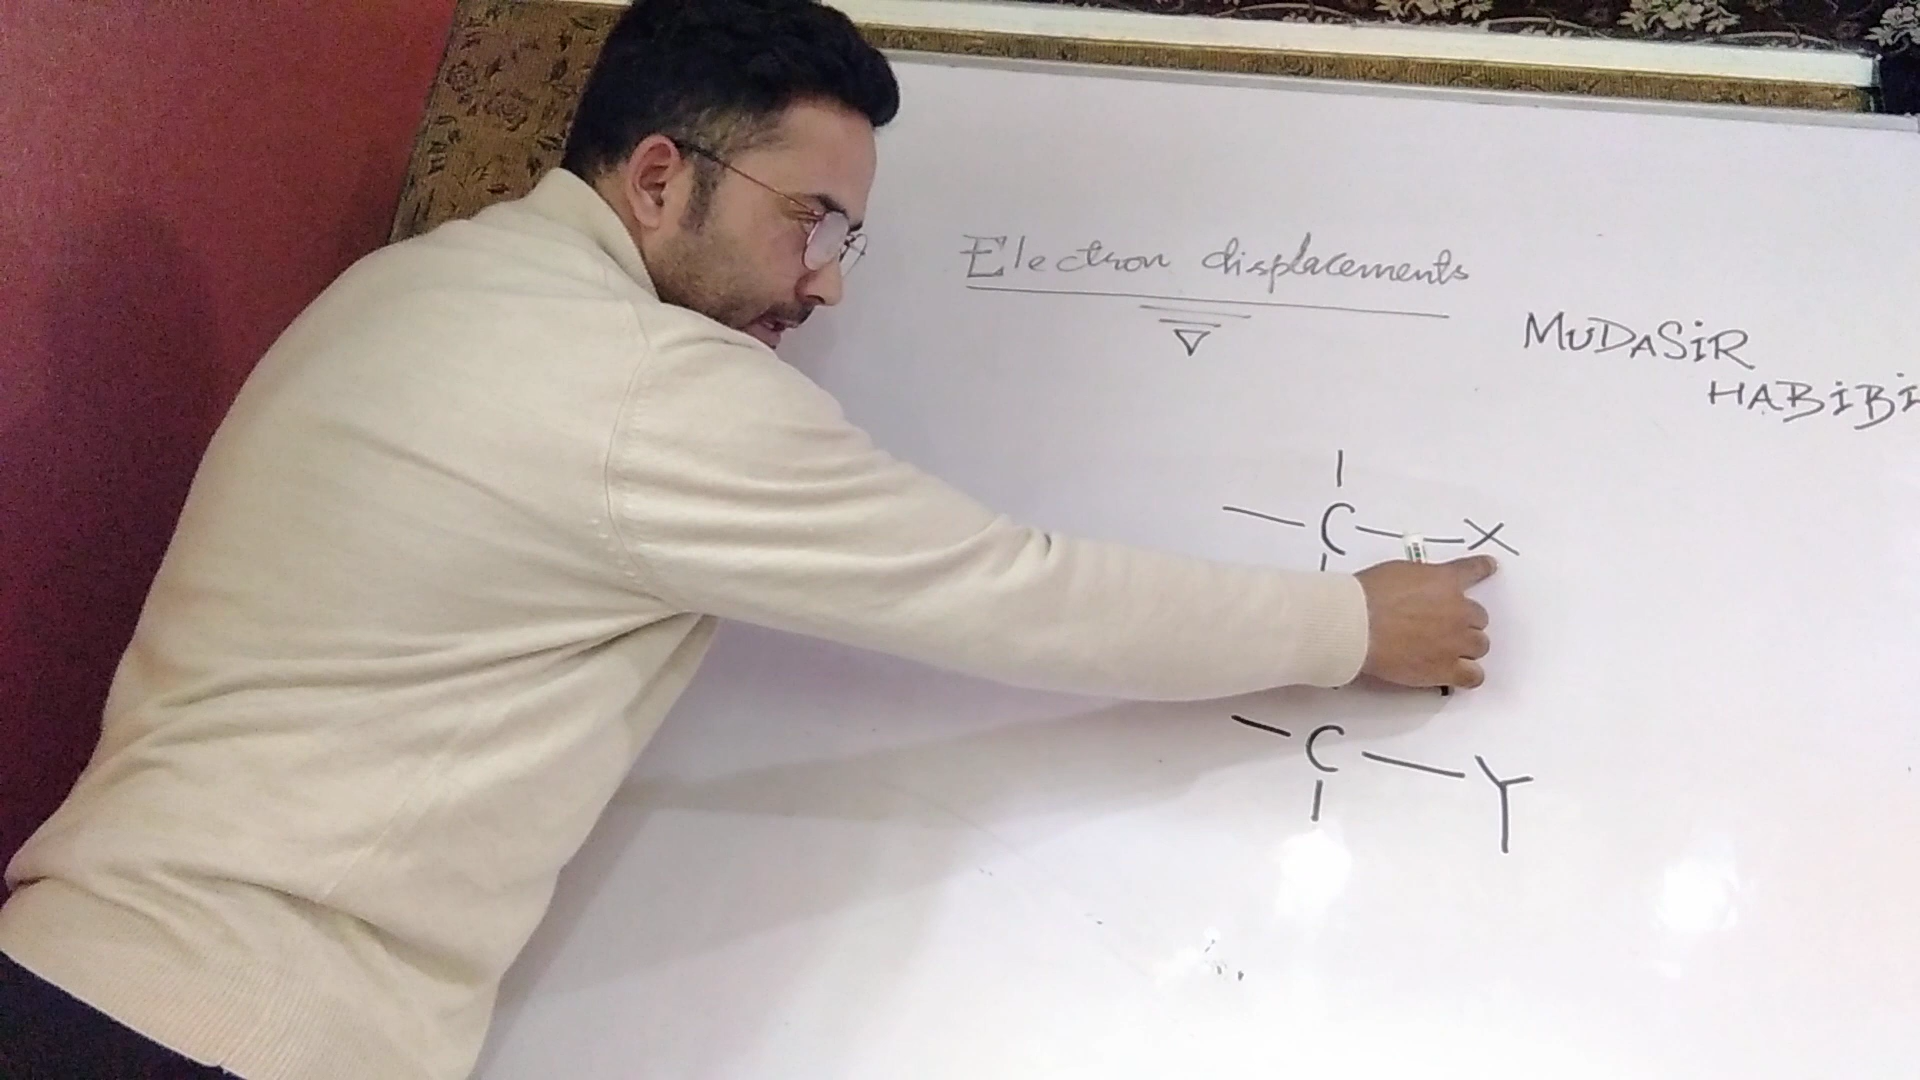 Electron displacements
MUDASiR
HABiBi
C — X
C — Y